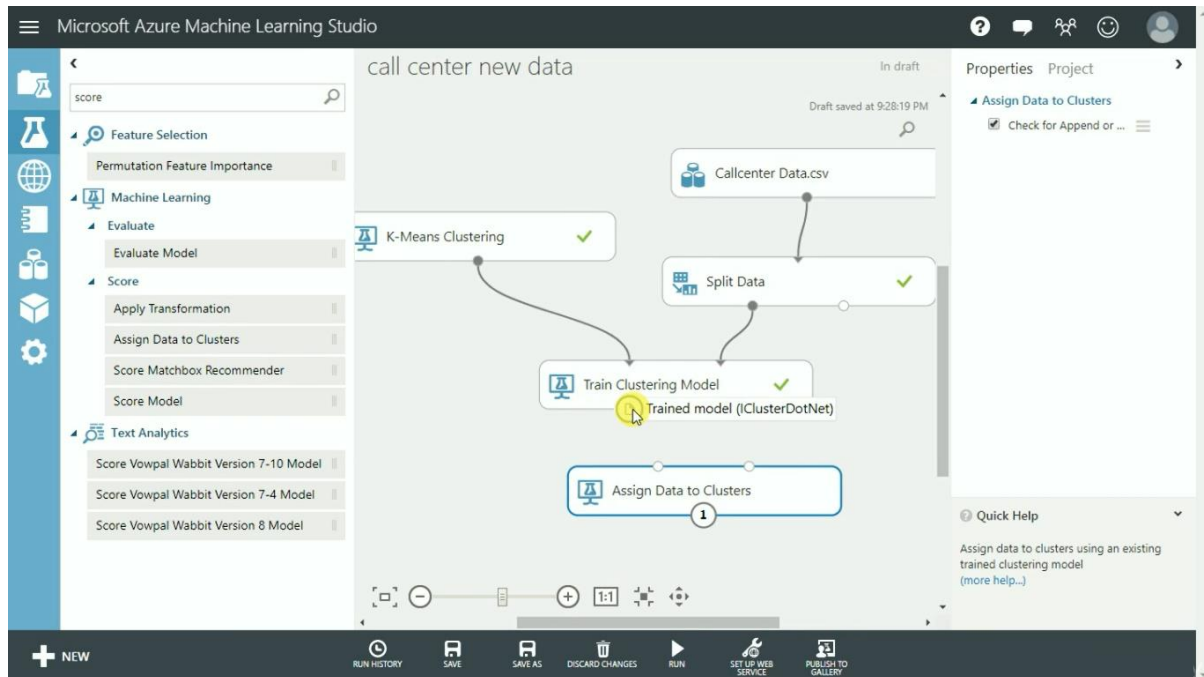 Microsoft Azure Machine Learning Studio
score
Feature Selection
Permutation Feature Importance
Machine Learning
Evaluate
Evaluate Model
Score
Apply Transformation
Assign Data to Clusters
Score Matchbox Recommender
Score Model
Text Analytics
Score Vowpal Wabbit Version 7-10 Model
Score Vowpal Wabbit Version 7-4 Model
Score Vowpal Wabbit Version 8 Model
call center new data
In draft
Draft saved at 9:28:19 PM
Callcenter Data.csv
K-Means Clustering
Split Data
Train Clustering Model
Trained model (IClusterDotNet)
Assign Data to Clusters
1
1:1
Properties Project
Assign Data to Clusters
Check for Append or ...
Quick Help
Assign data to clusters using an existing
trained clustering model
(more help...)
NEW
RUN HISTORY
SAVE
SAVE AS
DISCARD CHANGES
RUN
SET UP WEB
SERVICE
PUBLISH TO
GALLERY